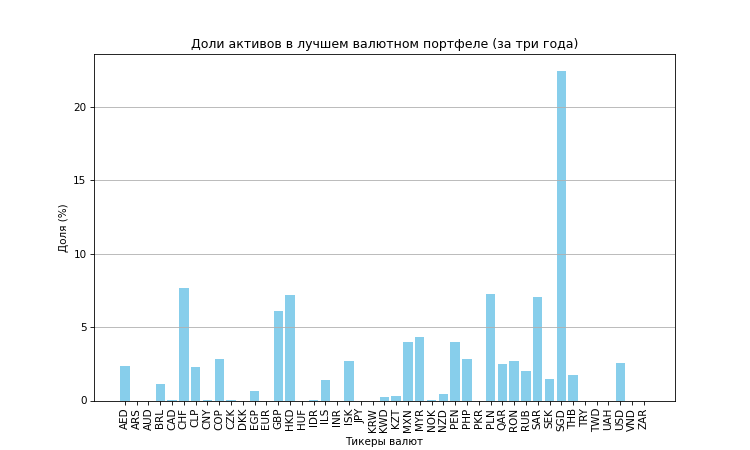 Доли активов в лучшем валютном портфеле (за три года)
Доля (%)
20
15
10
5
0
AED ARS AUD BRL CAD CHF CLP CNY COP CZK DKK EGP EUR GBP HKD HUF IDR ILS INR ISK JPY KRW KWD KZT MXN MYR NOK NZD PEN PHP PKR PLN QAR RON RUB SAR SEK SGD THB TRY TWD UAH USD VND ZAR
Тикеры валют